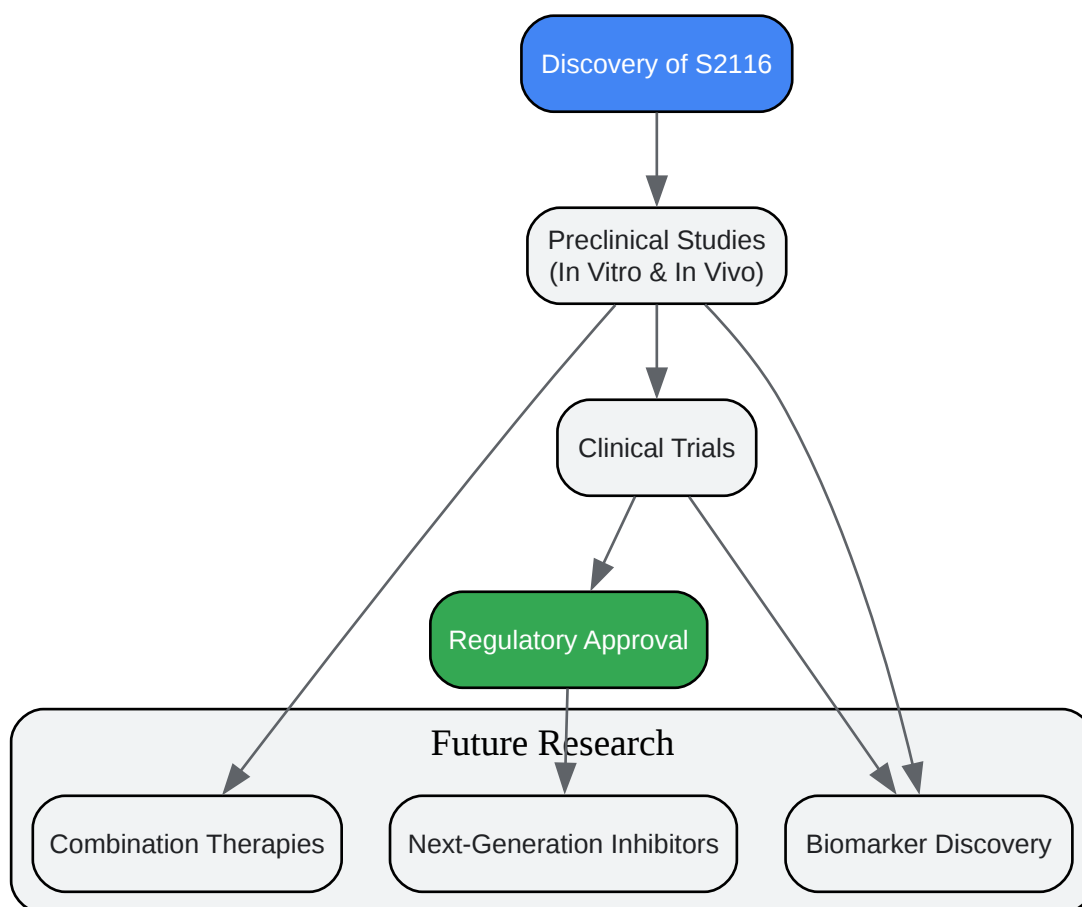 Discovery of S2116
Preclinical Studies
(In Vitro & In Vivo)
Clinical Trials
Regulatory Approval
Future Research
Combination Therapies
Next-Generation Inhibitors
Biomarker Discovery